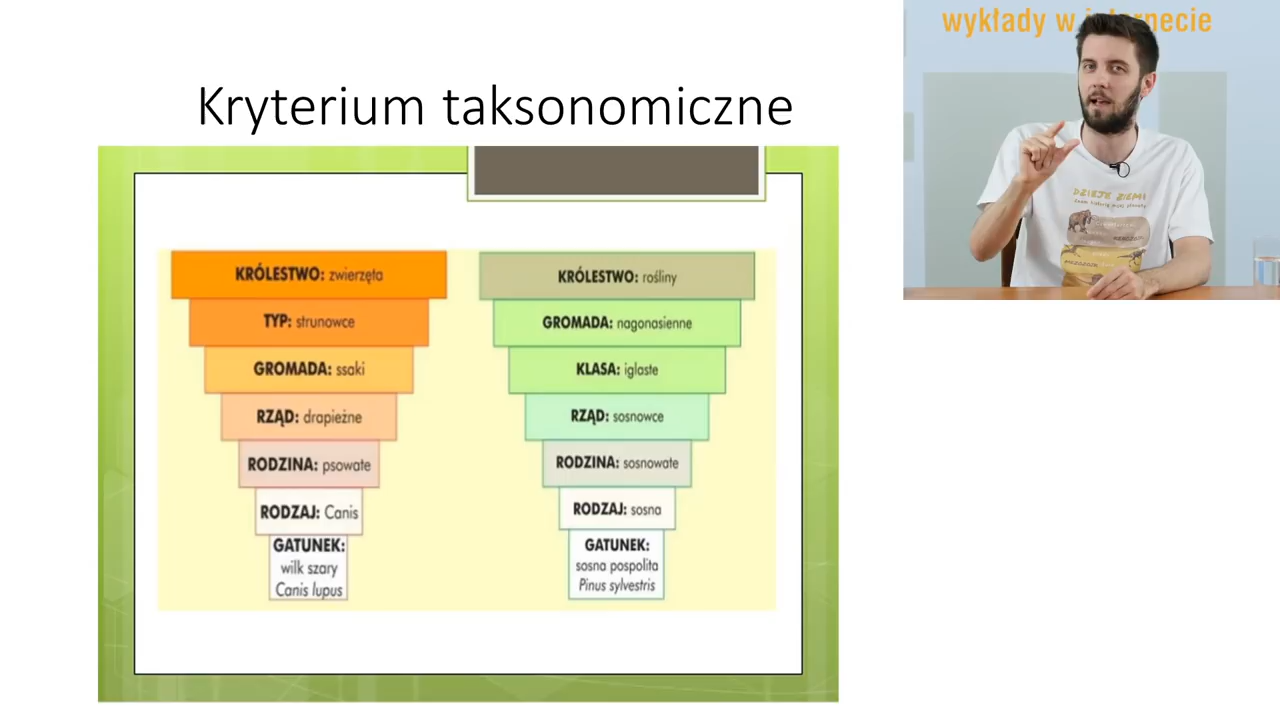 Kryterium taksonomiczne
KRÓLESTWO: zwierzęta
TYP: strunowce
GROMADA: ssaki
RZĄD: drapieżne
RODZINA: psowate
RODZAJ: Canis
GATUNEK:
wilk szary
Canis lupus
KRÓLESTWO: rośliny
GROMADA: nagonasienne
KLASA: iglaste
RZĄD: sosnowce
RODZINA: sosnowate
RODZAJ: sosna
GATUNEK:
sosna pospolita
Pinus sylvestris
wykłady w
DZIEJE ZIEMI